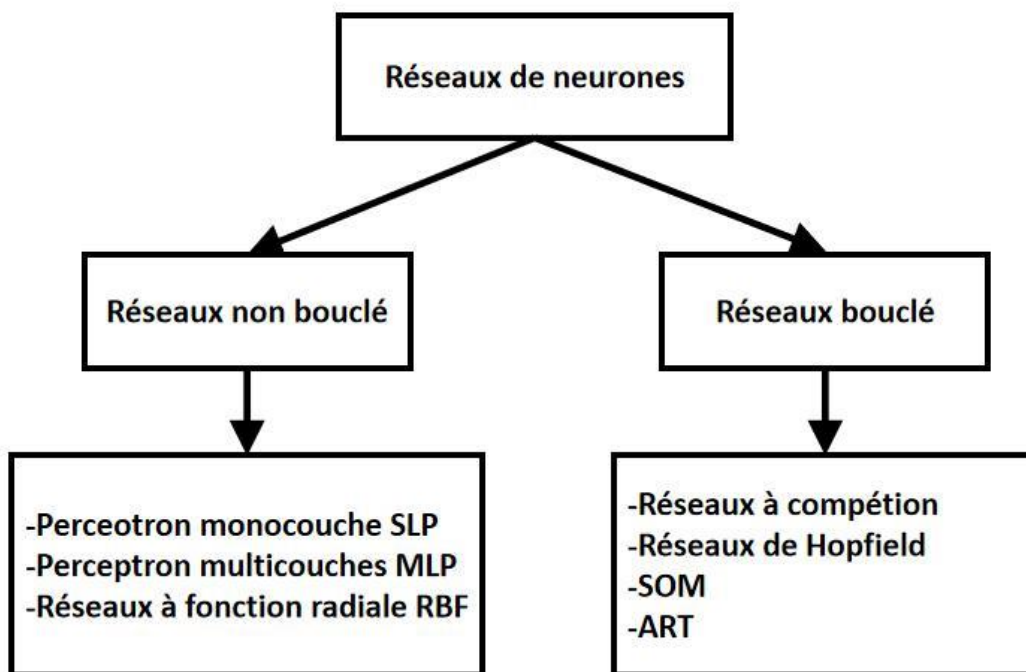 Réseaux de neurones
Réseaux non bouclé
Réseaux bouclé
-Perceotron monocouche SLP
-Perceptron multicouches MLP
-Réseaux à fonction radiale RBF
-Réseaux à compétion
-Réseaux de Hopfield
-SOM
-ART